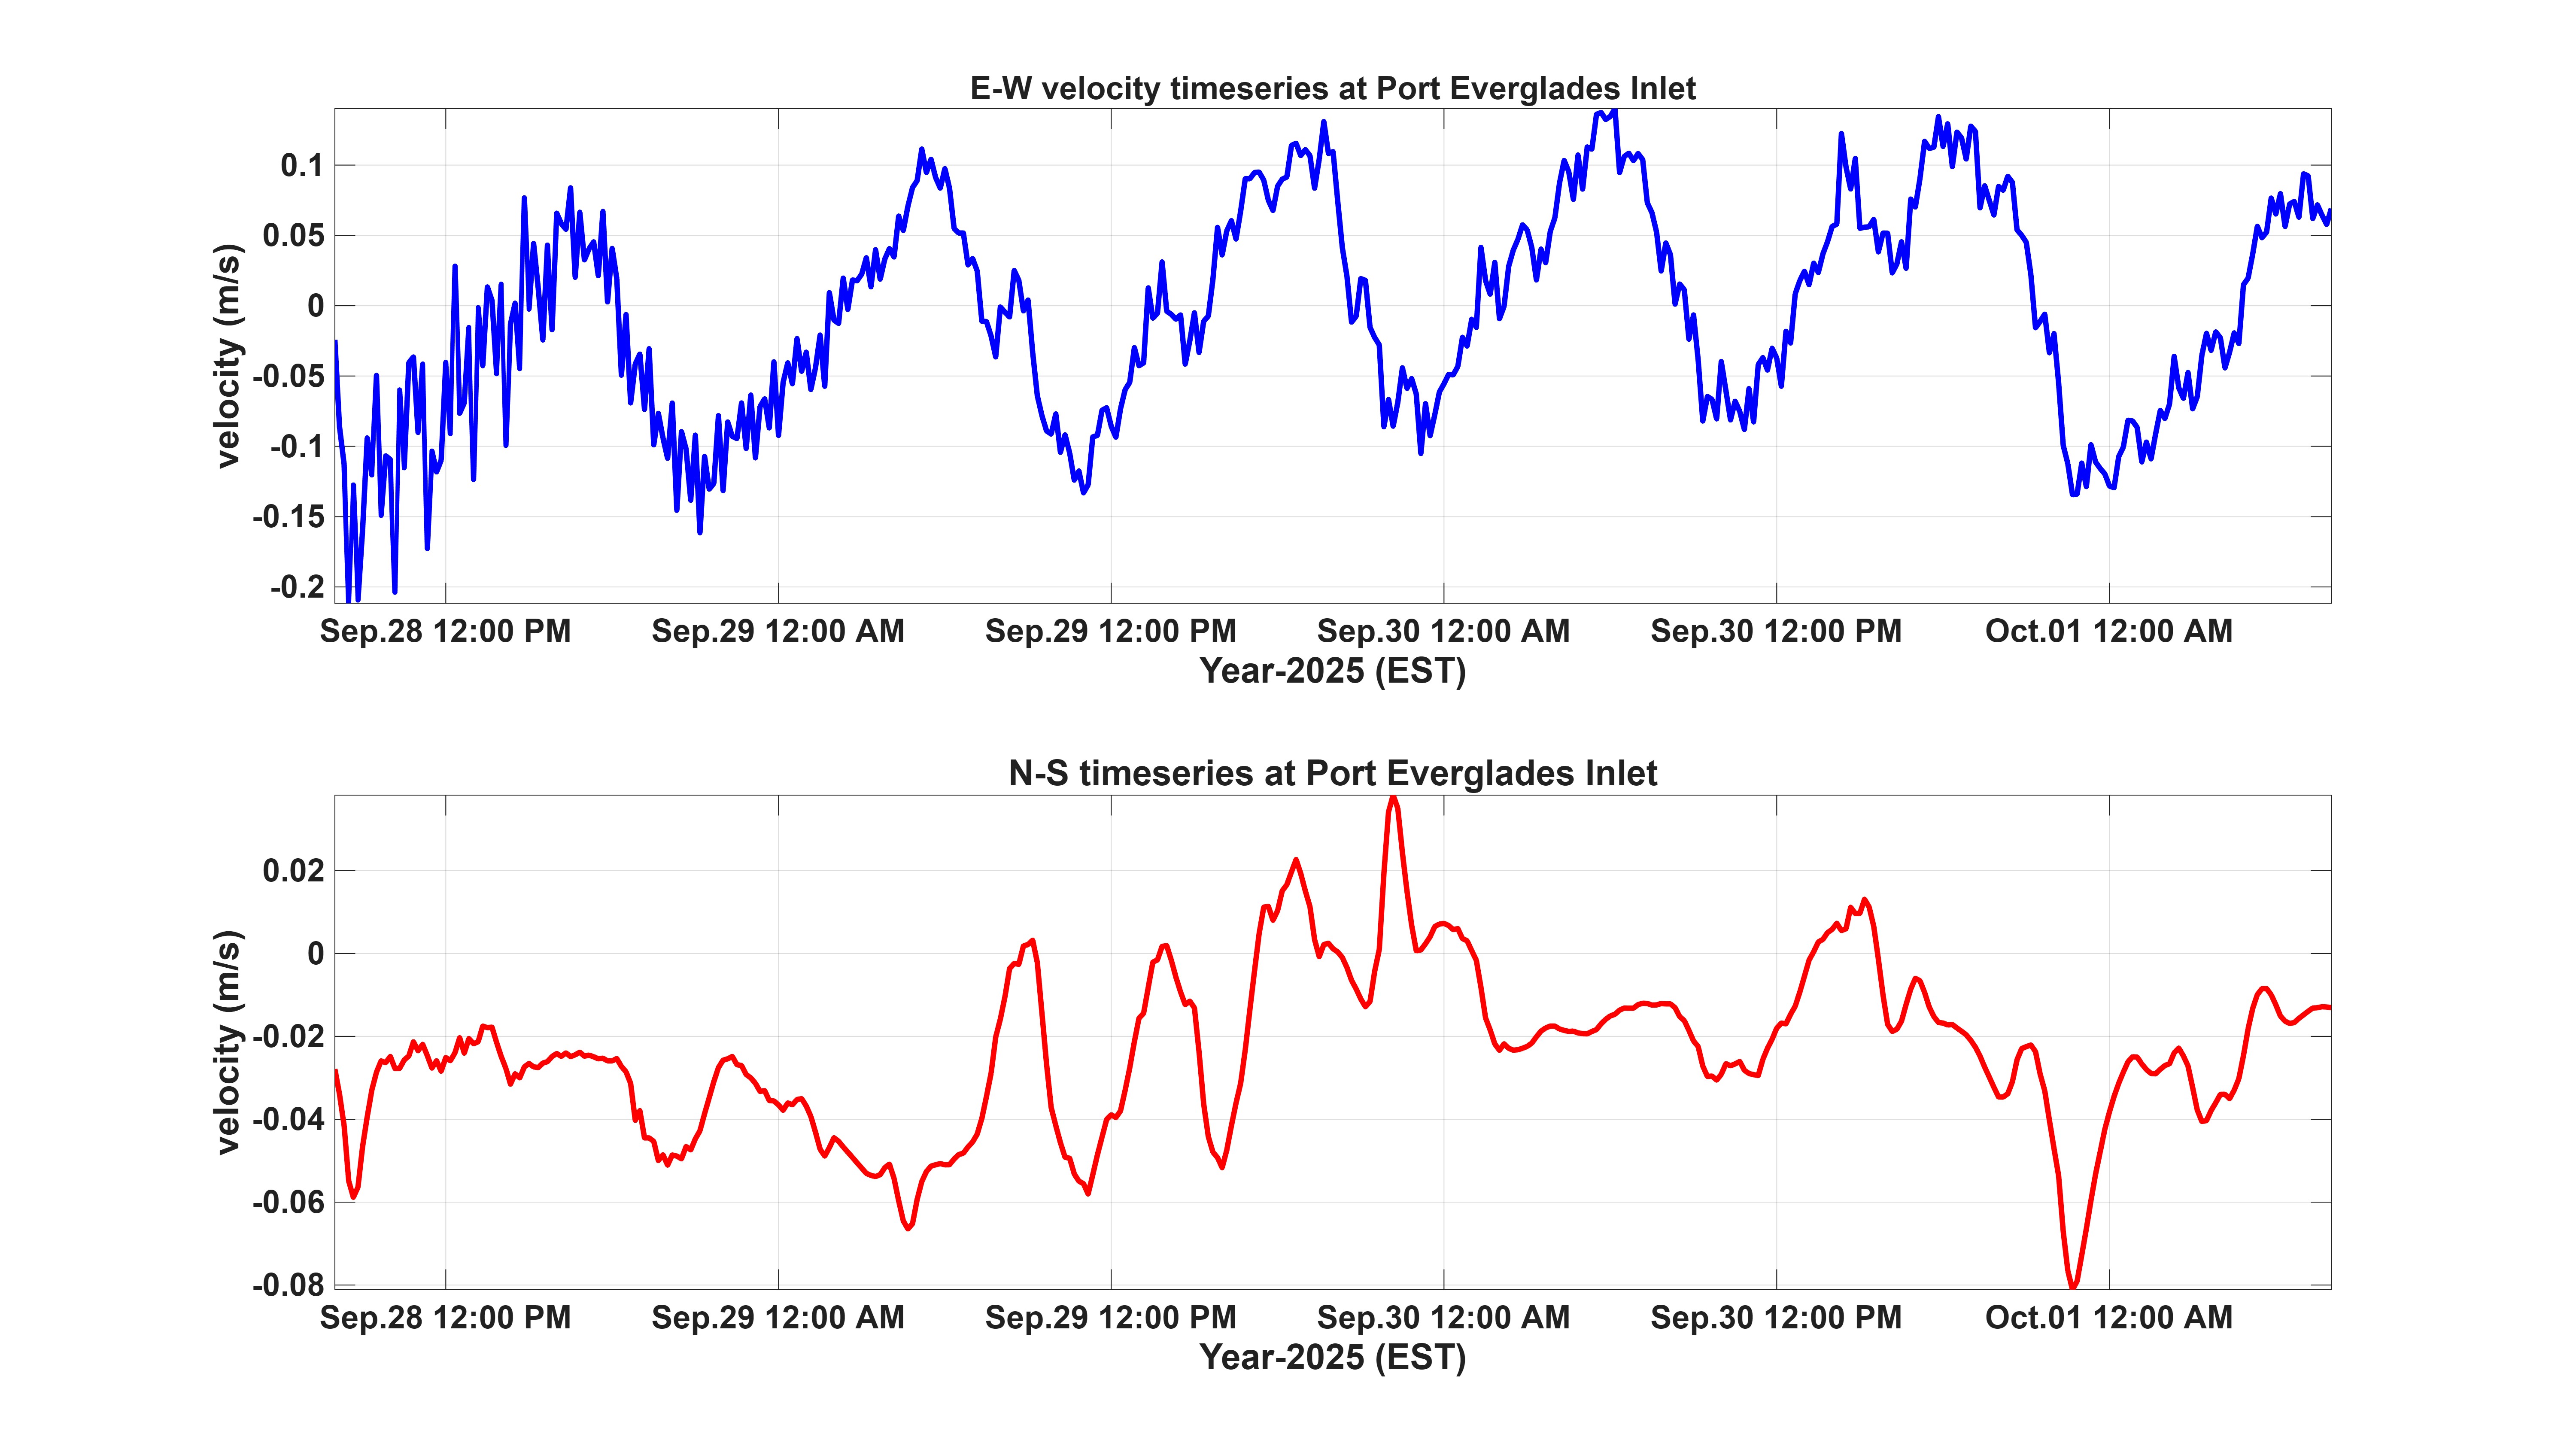 E-W velocity timeseries at Port Everglades Inlet
velocity (m/s)
0.1
0.05
0
-0.05
-0.1
-0.15
-0.2
Sep.28 12:00 PM Sep.29 12:00 AM Sep.29 12:00 PM Sep.30 12:00 AM Sep.30 12:00 PM Oct.01 12:00 AM
Year-2025 (EST)
N-S timeseries at Port Everglades Inlet
velocity (m/s)
0.02
0
-0.02
-0.04
-0.06
-0.08
Sep.28 12:00 PM Sep.29 12:00 AM Sep.29 12:00 PM Sep.30 12:00 AM Sep.30 12:00 PM Oct.01 12:00 AM
Year-2025 (EST)